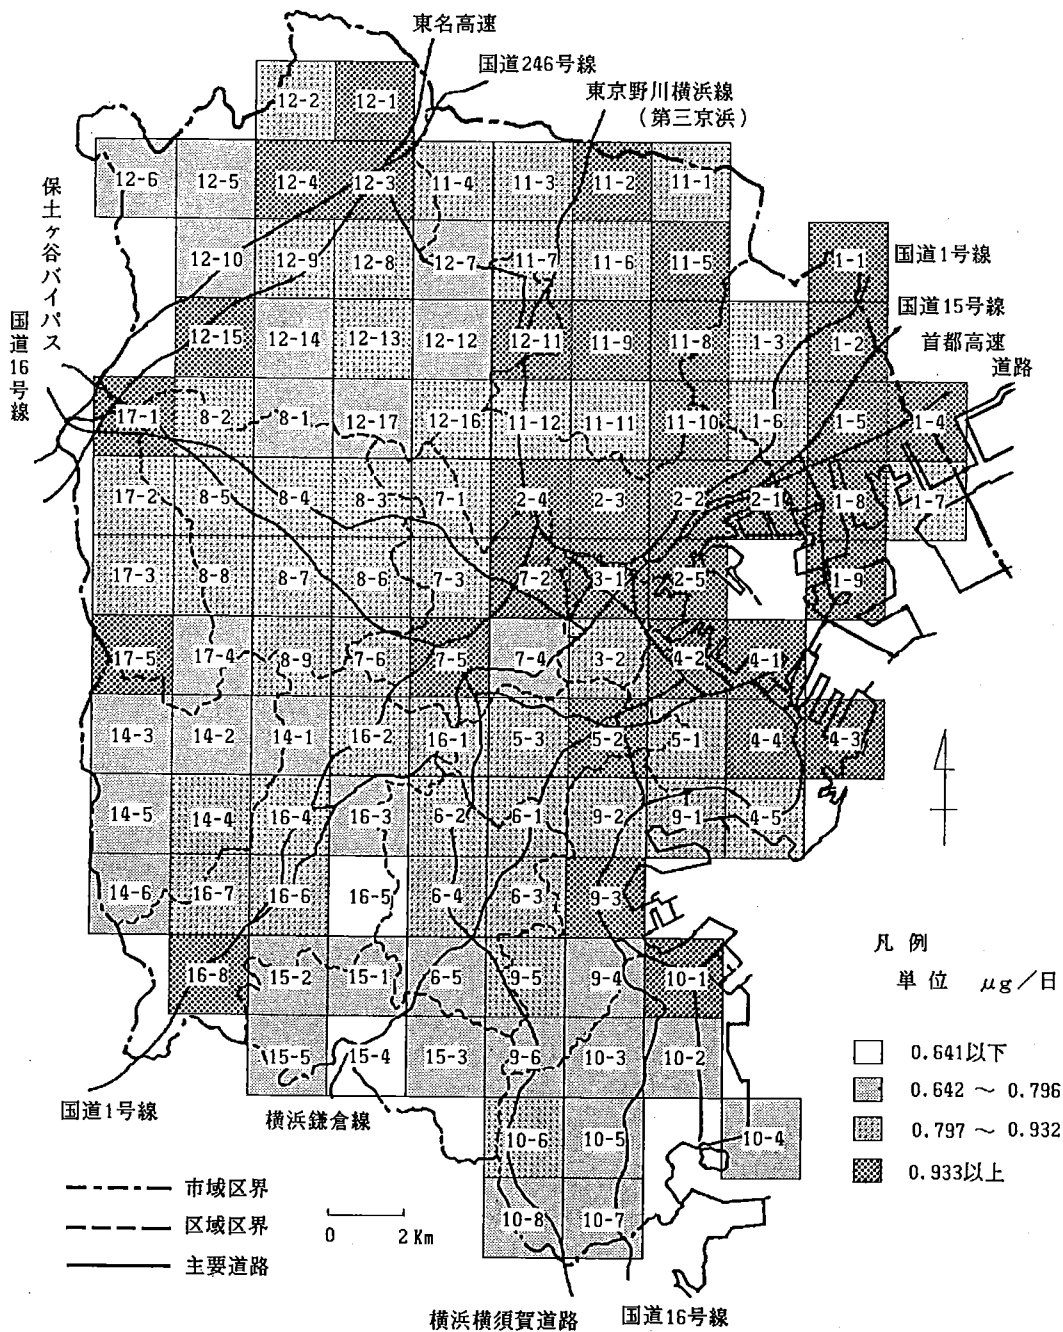 東名高速
国道246号線
東京野川横浜線
(第三京浜)
12-2 12-1
12-6 12-5 12-4 12-3 11-4 11-3 11-2 11-1
保土ヶ谷バイパス
国道16号線
12-10 12-9 12-8 12-7 11-7 11-6 11-5 1-1
国道1号線
国道15号線
12-15 12-14 12-13 12-12 12-11 11-9 11-8 1-3 1-2
首都高速
道路
17-1 8-2 8-1 12-17 12-16 11-12 11-11 11-10 1-6 1-5 1-4
17-2 8-5 8-4 8-3 7-1 2-4 2-3 2-2 2-1 1-8 1-7
17-3 8-8 8-7 8-6 7-3 7-2 3-1 2-5 1-9
17-5 17-4 8-9 7-6 7-5 7-4 3-2 4-2 4-1
14-3 14-2 14-1 16-2 16-1 5-3 5-2 5-1 4-4 4-3
14-5 14-4 16-4 16-3 6-2 6-1 9-2 9-1 4-5
14-6 16-7 16-6 16-5 6-4 6-3 9-3
16-8 15-2 15-1 6-5 9-5 9-4 10-1
15-5 15-4 15-3 9-6 10-3 10-2
10-6 10-5 10-4
10-8 10-7
凡例
単位 μg/日
0.641以下
0.642 ～ 0.796
0.797 ～ 0.932
0.933以上
国道1号線
横浜鎌倉線
市域区界
区域区界
主要道路
0 2 Km
横浜横須賀道路
国道16号線